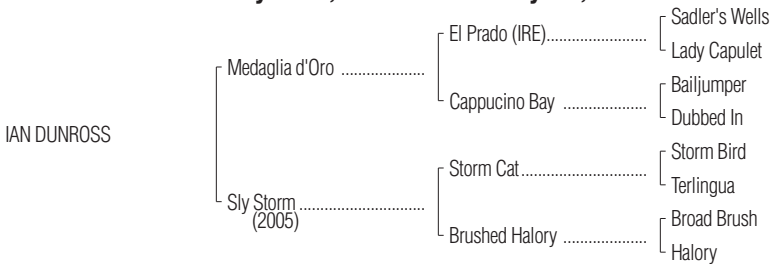 Sadler's Wells
El Prado (IRE)........................
Lady Capulet
Medaglia d'Oro ....................
Bailjumper
Cappucino Bay ....................
Dubbed In
IAN DUNROSS
Storm Bird
Storm Cat..............................
Terlingua
Sly Storm ..............................
(2005)
Broad Brush
Brushed Halory ....................
Halory